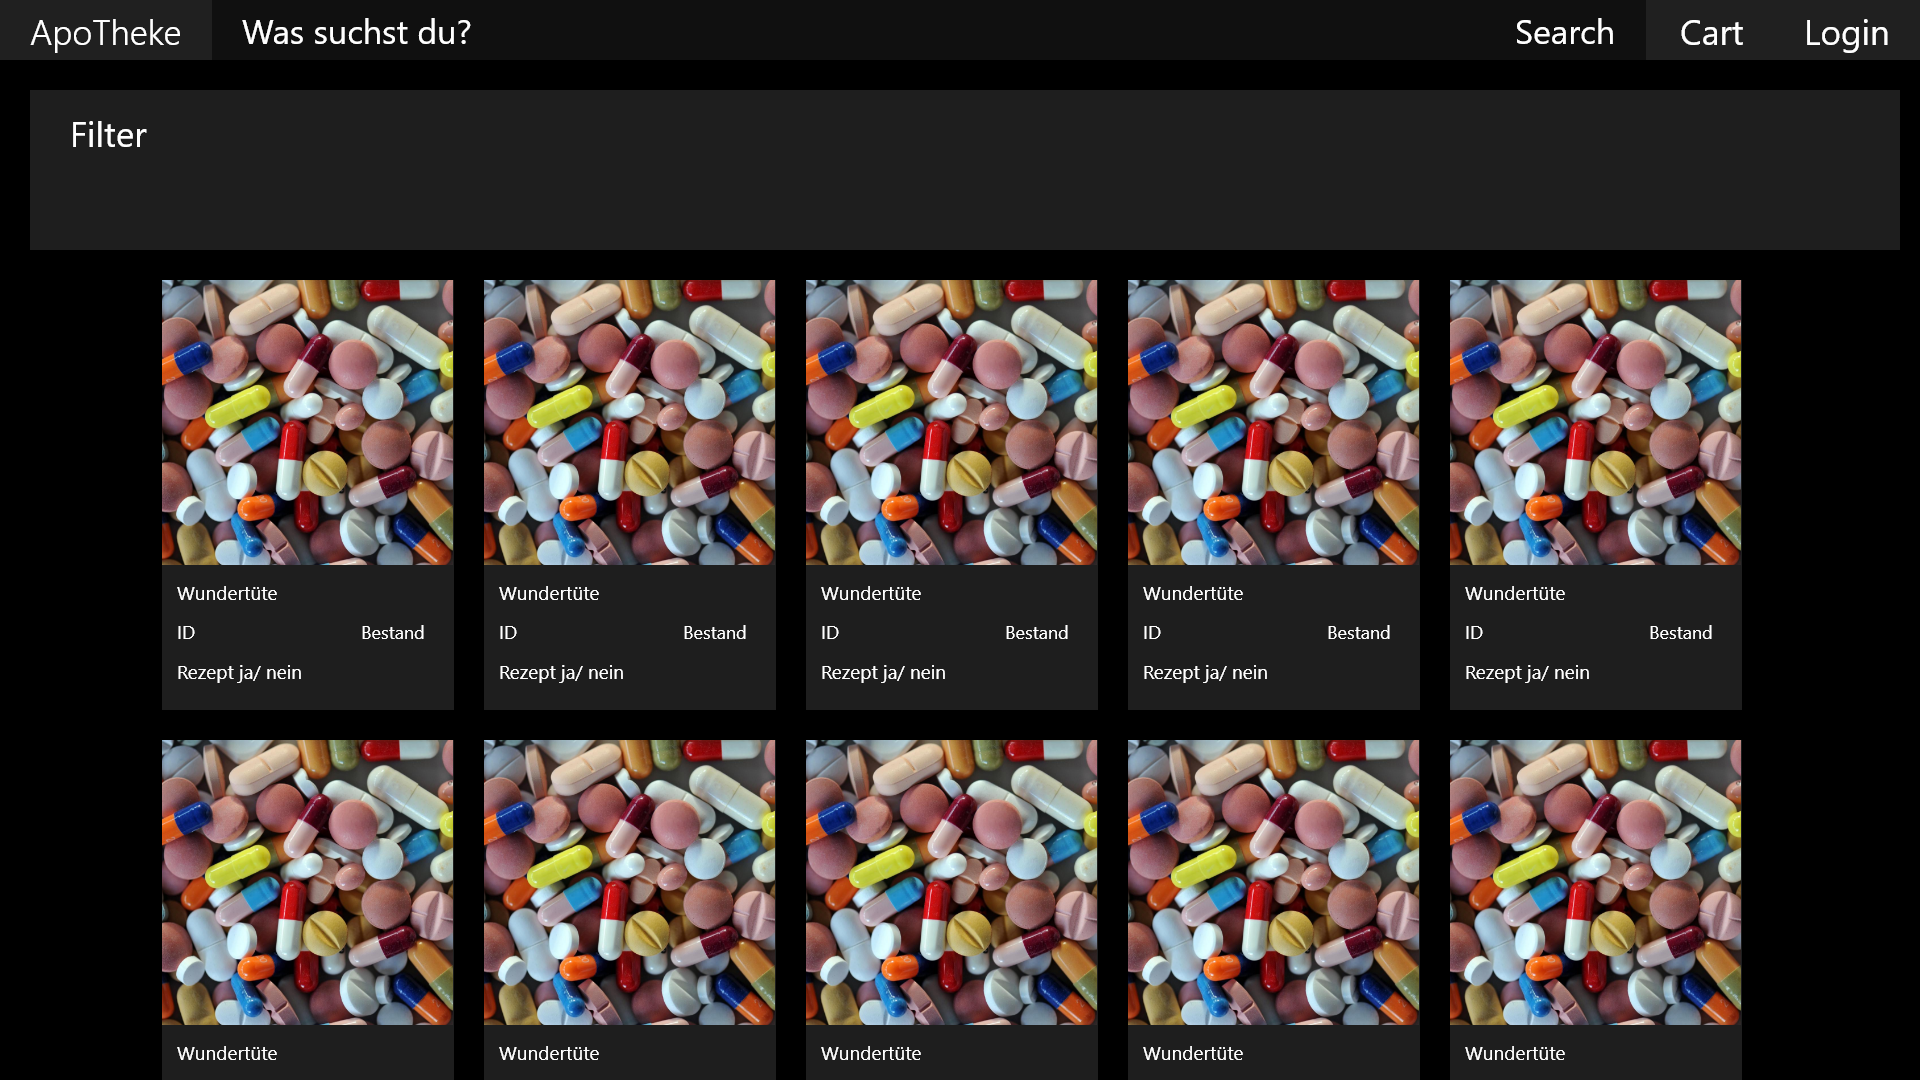 ApoTheke Was suchst du? Search Cart Login
Filter
Wundertüte Wundertüte Wundertüte Wundertüte Wundertüte
ID Bestand ID Bestand ID Bestand ID Bestand ID Bestand
Rezept ja/ nein Rezept ja/ nein Rezept ja/ nein Rezept ja/ nein Rezept ja/ nein
Wundertüte Wundertüte Wundertüte Wundertüte Wundertüte